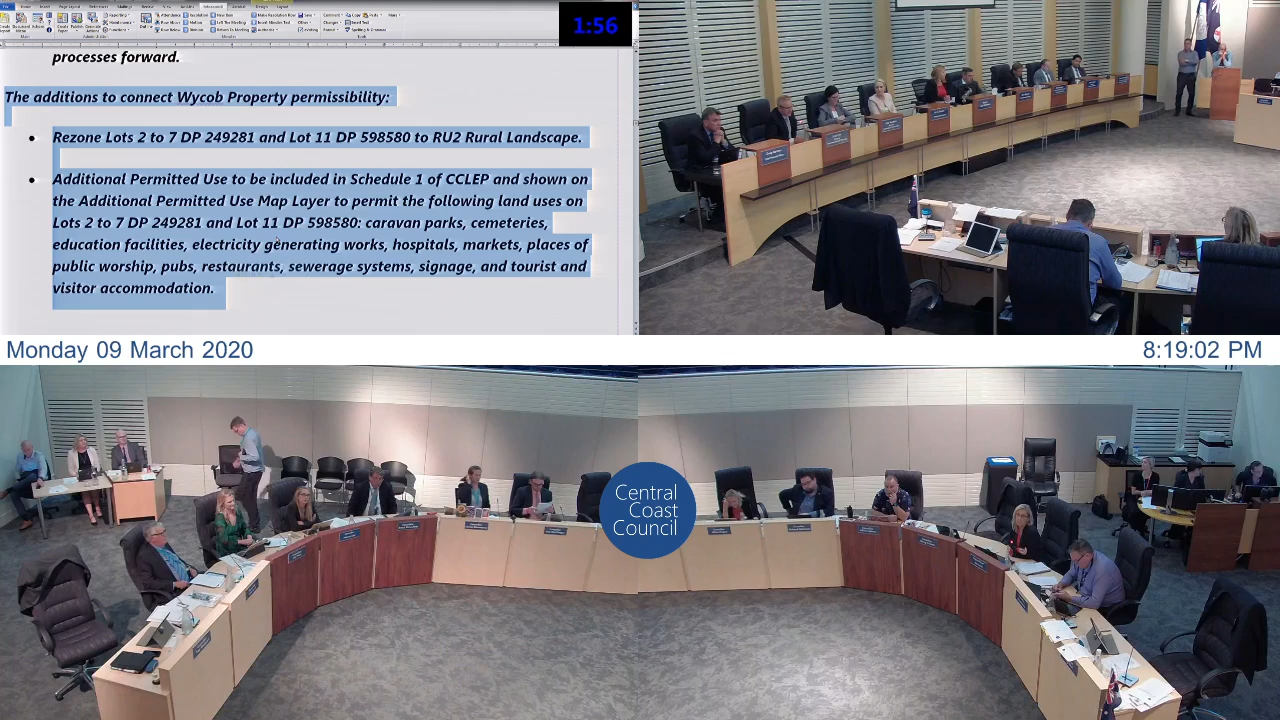 1:56
processes forward.
The additions to connect Wycob Property permissibility:
• Rezone Lots 2 to 7 DP 249281 and Lot 11 DP 598580 to RU2 Rural Landscape.
• Additional Permitted Use to be included in Schedule 1 of CCLEP and shown on
the Additional Permitted Use Map Layer to permit the following land uses on
Lots 2 to 7 DP 249281 and Lot 11 DP 598580: caravan parks, cemeteries,
education facilities, electricity generating works, hospitals, markets, places of
public worship, pubs, restaurants, sewerage systems, signage, and tourist and
visitor accommodation.
Monday 09 March 2020
8:19:02 PM
Central
Coast
Council